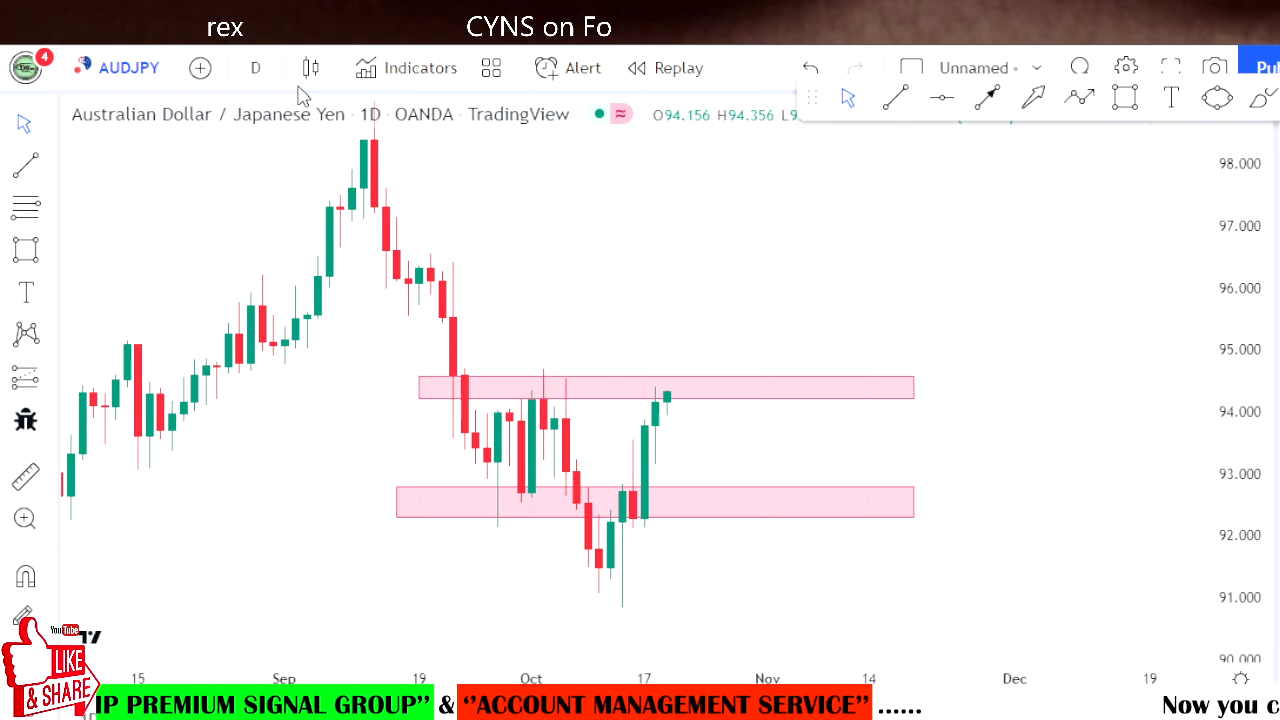 rex CYNS on Fo
4 AUDJPY D Indicators Alert Replay Unnamed
Australian Dollar / Japanese Yen · 1D · OANDA · TradingView O94.156 H94.356
T
T
98.000
97.000
96.000
95.000
94.000
93.000
92.000
91.000
90.000
15 Sep 19 Oct 17 Nov 14 Dec 19
YouTube
LIKE
& SHARE
IP PREMIUM SIGNAL GROUP” & “ACCOUNT MANAGEMENT SERVICE” ...... Now you c